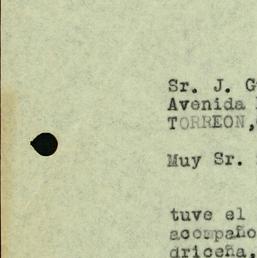 Sr. J. G
Avenida
TORREON,
Muy Sr.
tuve el
acompaño
driceña,